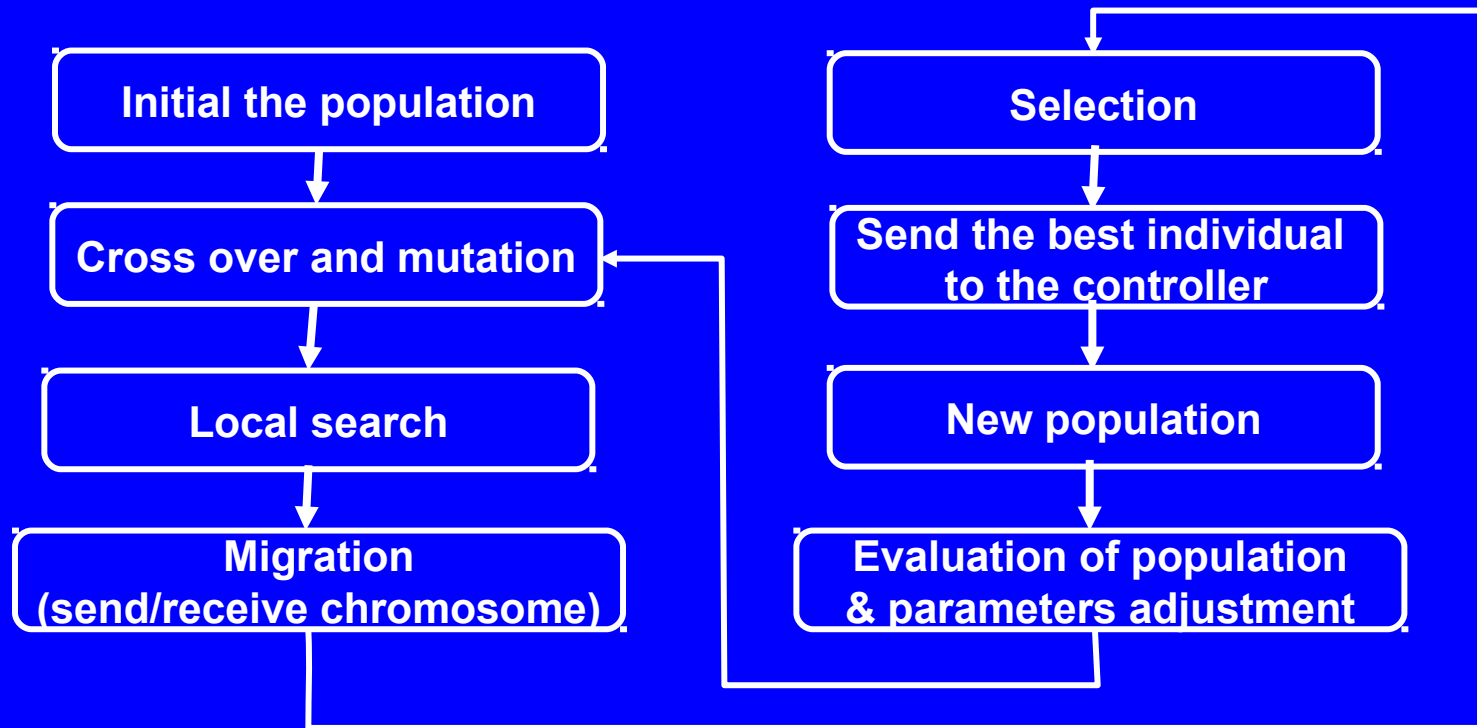 Initial the population
Cross over and mutation
Local search
Migration
(send/receive chromosome)
Selection
Send the best individual
to the controller
New population
Evaluation of population
& parameters adjustment